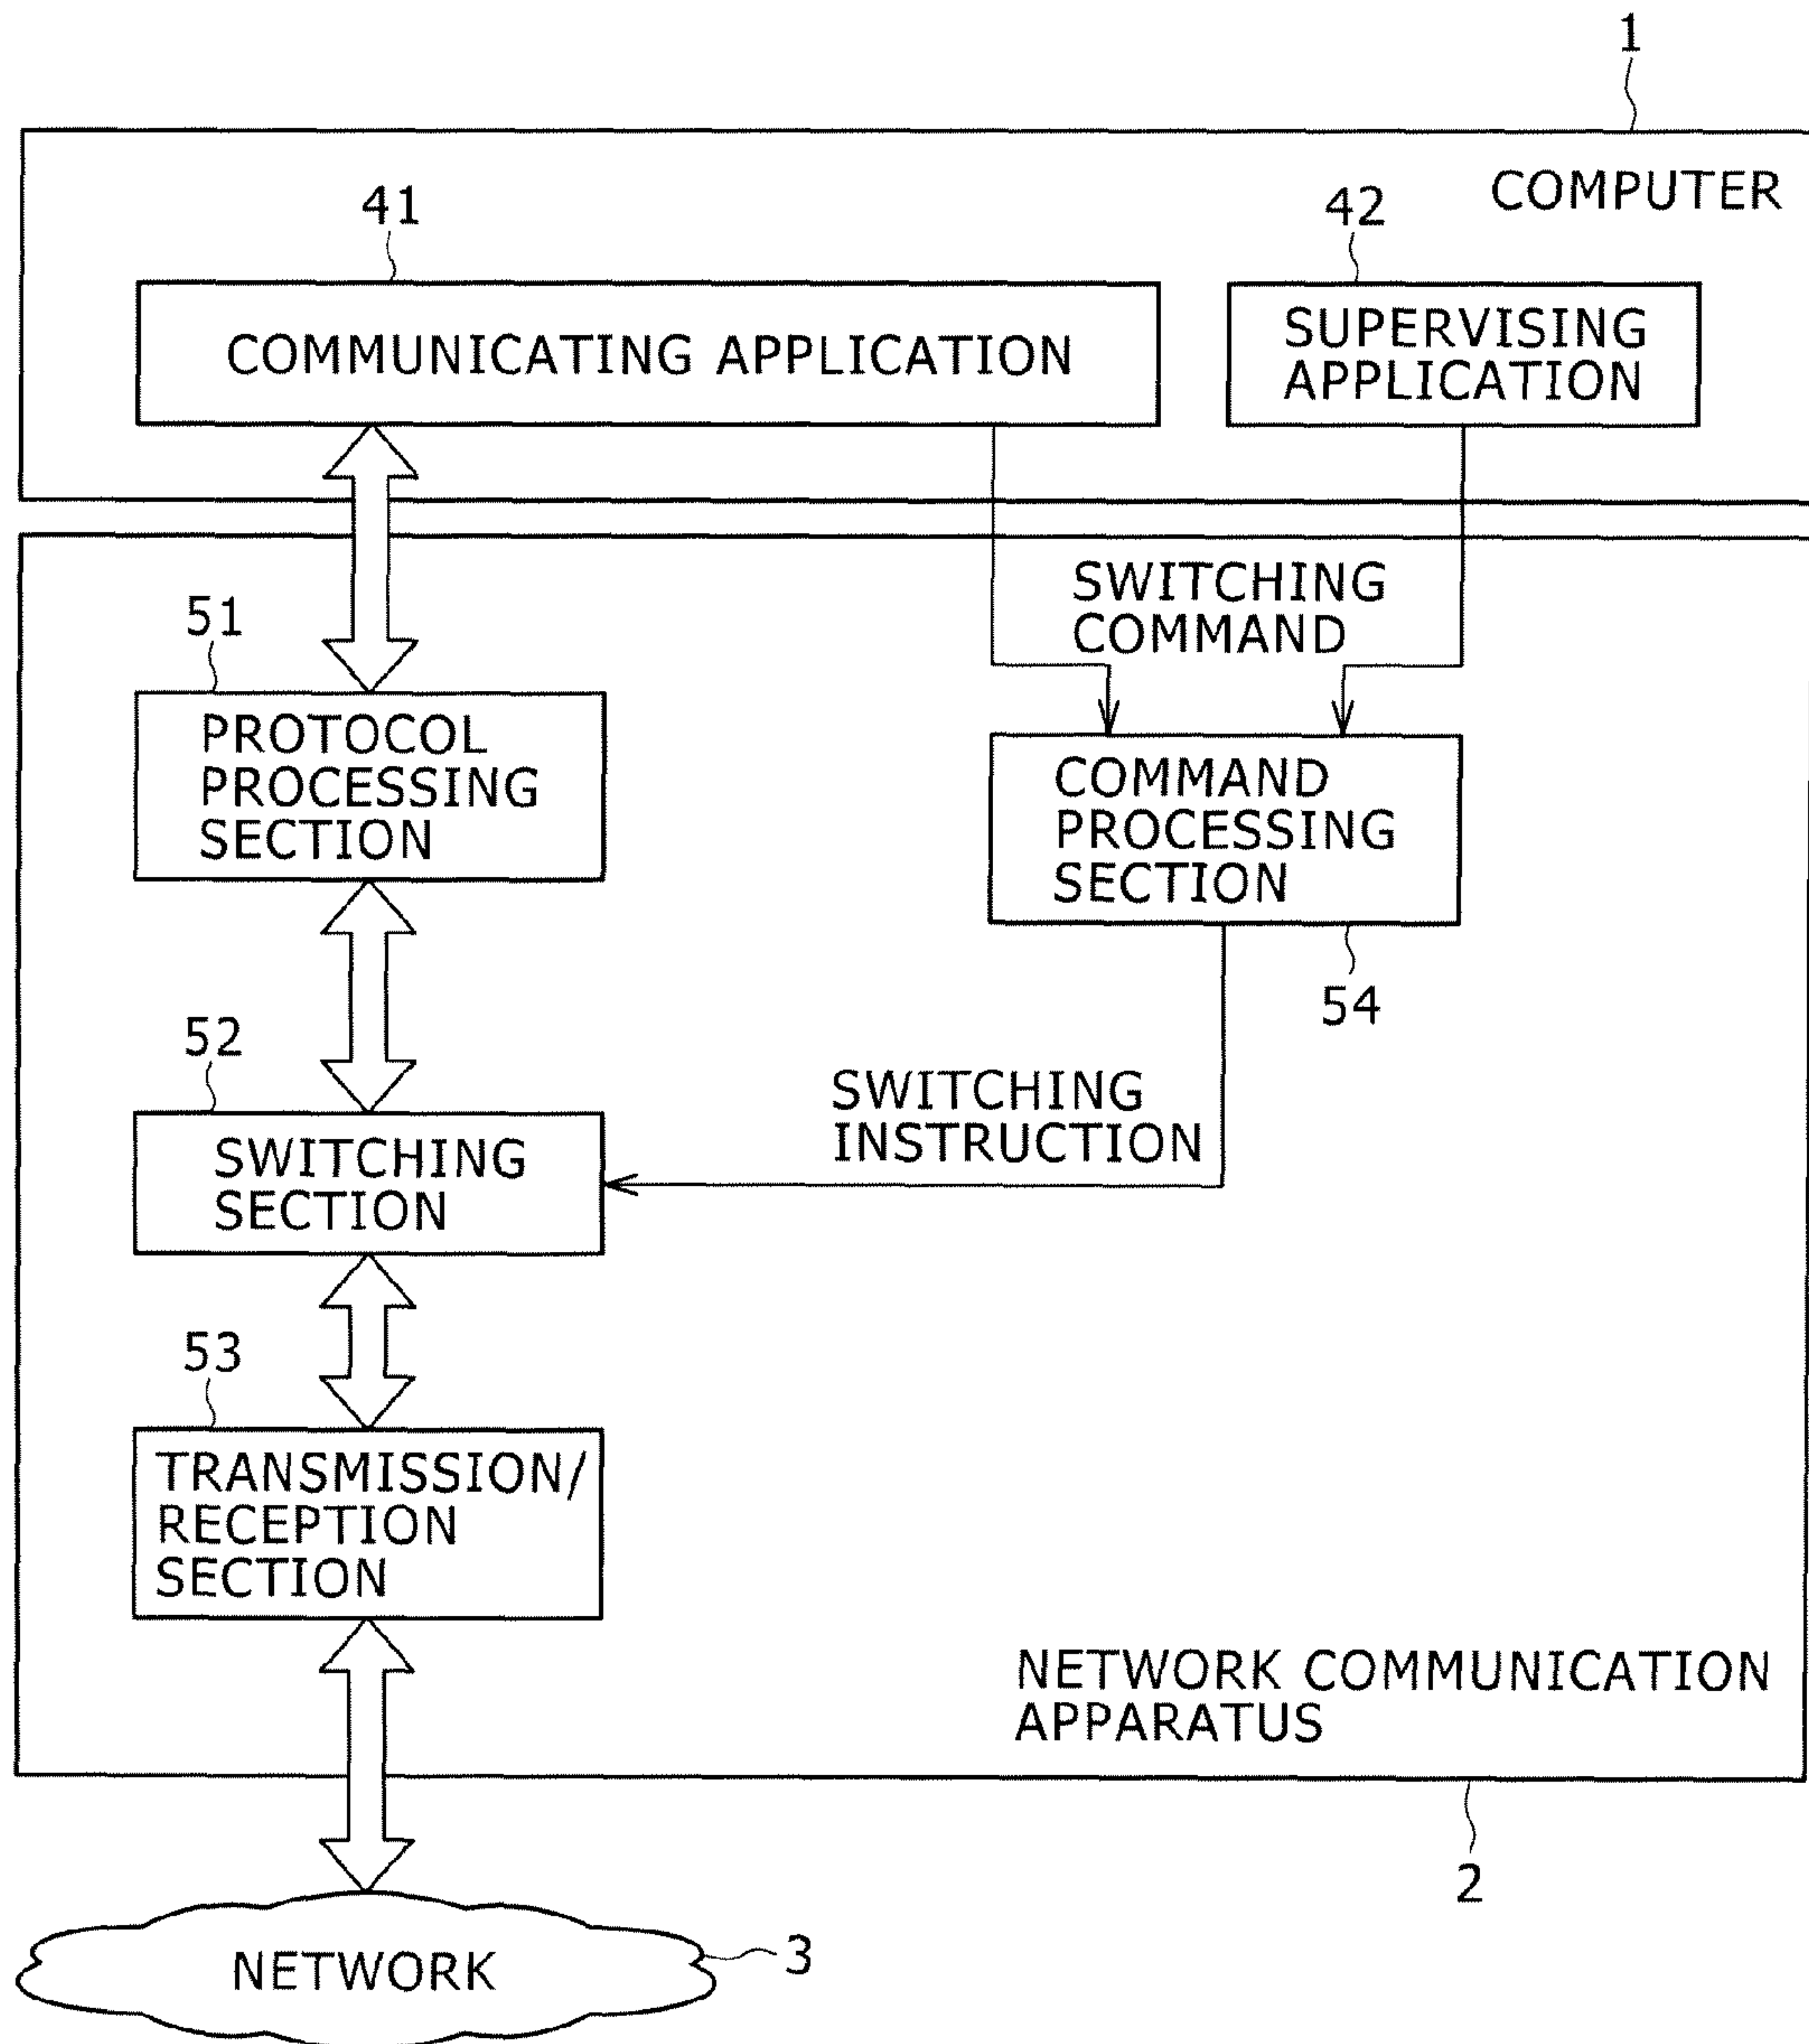 1
COMPUTER
41
42
COMMUNICATING APPLICATION
SUPERVISING
APPLICATION
SWITCHING
COMMAND
51
PROTOCOL
PROCESSING
SECTION
COMMAND
PROCESSING
SECTION
54
52
SWITCHING
INSTRUCTION
SWITCHING
SECTION
53
TRANSMISSION/
RECEPTION
SECTION
NETWORK COMMUNICATION
APPARATUS
2
NETWORK
3